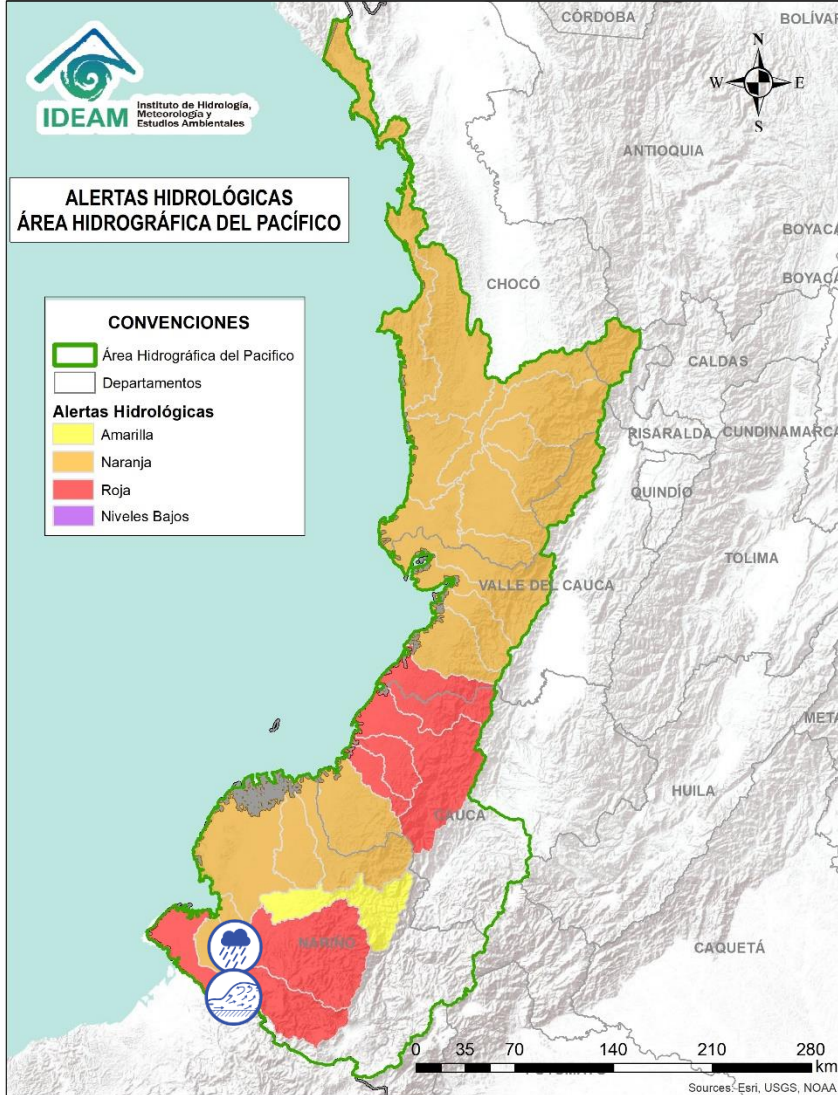 CÓRDOBA
BOLÍVAR
N
W
E
S
IDEAM
Instituto de Hidrología,
Meteorología y
Estudios Ambientales
ANTIOQUIA
ALERTAS HIDROLÓGICAS
ÁREA HIDROGRÁFICA DEL PACÍFICO
BOYACÁ
CHOCÓ
BOYACÁ
CONVENCIONES
Área Hidrográfica del Pacifico
Departamentos
Alertas Hidrológicas
Amarilla
Naranja
Roja
Niveles Bajos
CALDAS
RISARALDA
CUNDINAMARCA
QUINDÍO
TOLIMA
VALLE DEL CAUCA
META
HUILA
CAUCA
NARIÑO
CAQUETÁ
0 35 70 140 210 280
km
Sources: Esri, USGS, NOAA